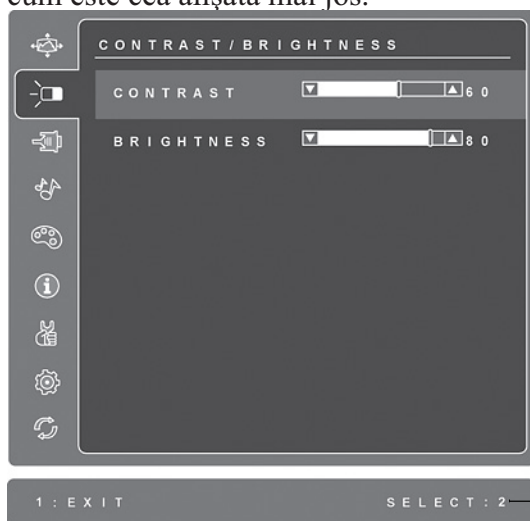 cum este cea afişată mai jos.
CONTRAST/BRIGHTNESS
CONTRAST 60
BRIGHTNESS 80
1:EXIT SELECT:2